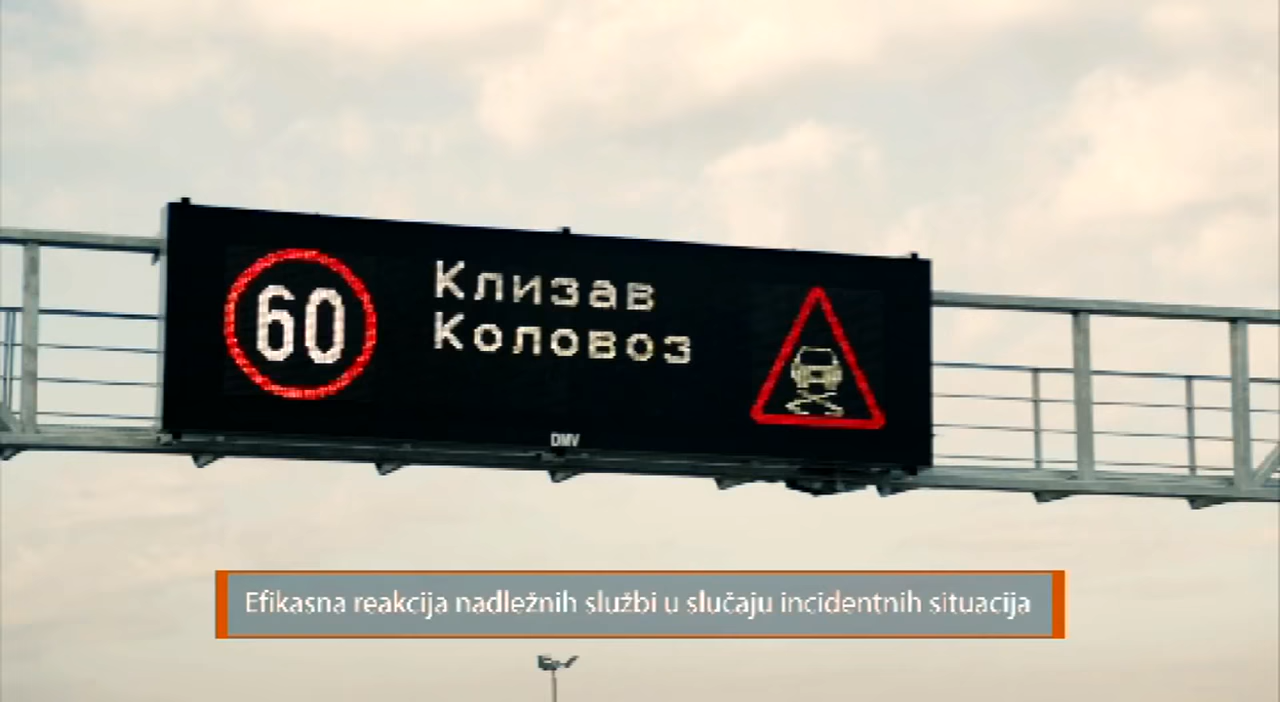 60
Клизав
Коловоз
DMV
Efikasna reakcija nadležnih službi u slučaju incidentnih situacija